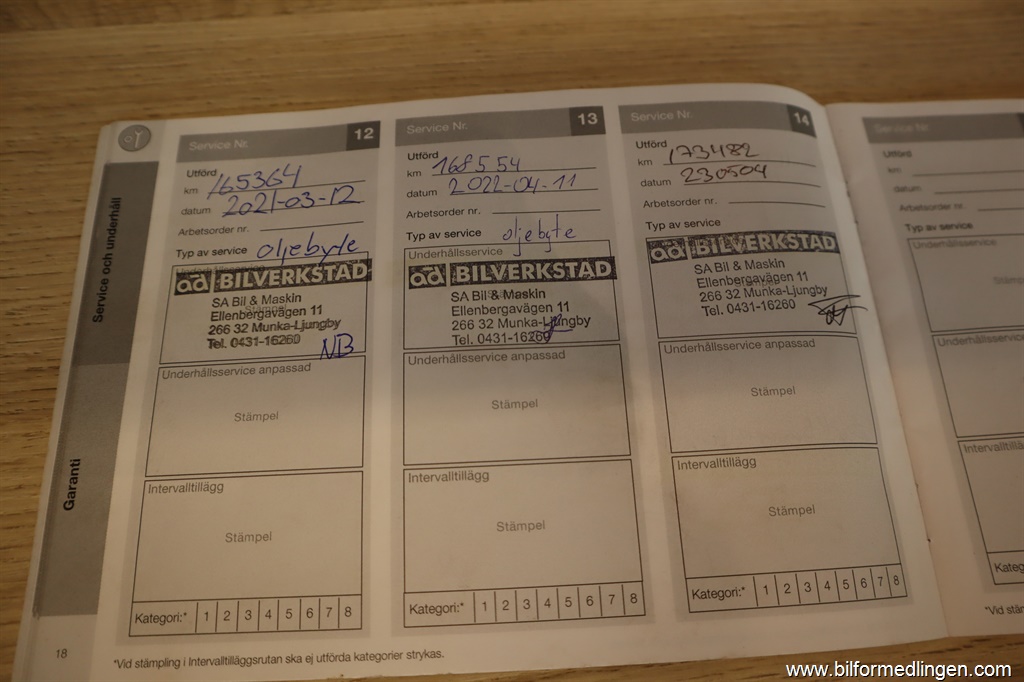 Service och underhåll
Garanti
Service Nr. 12
Utförd
km 165364
datum 2021-03-12
Arbetsorder nr.
Typ av service oljebyte
Underhållsservice
ad BILVERKSTAD
SA Bil & Maskin
Ellenbergavägen 11
266 32 Munka-Ljungby
Tel. 0431-16260
NB
Underhållsservice anpassad
Stämpel
Intervalltillägg
Stämpel
Kategori:* 1 2 3 4 5 6 7 8
Service Nr. 13
Utförd
km 168554
datum 2022-04-11
Arbetsorder nr.
Typ av service oljebyte
Underhållsservice
ad BILVERKSTAD
SA Bil & Maskin
Ellenbergavägen 11
266 32 Munka-Ljungby
Tel. 0431-16260
Underhållsservice anpassad
Stämpel
Intervalltillägg
Stämpel
Kategori:* 1 2 3 4 5 6 7 8
Service Nr. 14
Utförd
km 173482
datum 230504
Arbetsorder nr.
Typ av service
ad BILVERKSTAD
SA Bil & Maskin
Ellenbergavägen 11
266 32 Munka-Ljungby
Tel. 0431-16260
Underhållsservice anpassad
Stämpel
Intervalltillägg
Stämpel
Kategori:* 1 2 3 4 5 6 7 8
*Vid stämpling i Intervalltilläggsrutan ska ej utförda kategorier strykas.
18
Service Nr.
Utförd
km
datum
Arbetsorder nr.
Typ av service
Underhållsservice
Underhållsservice
Intervalltillägg
*Vid
www.bilformedlingen.com